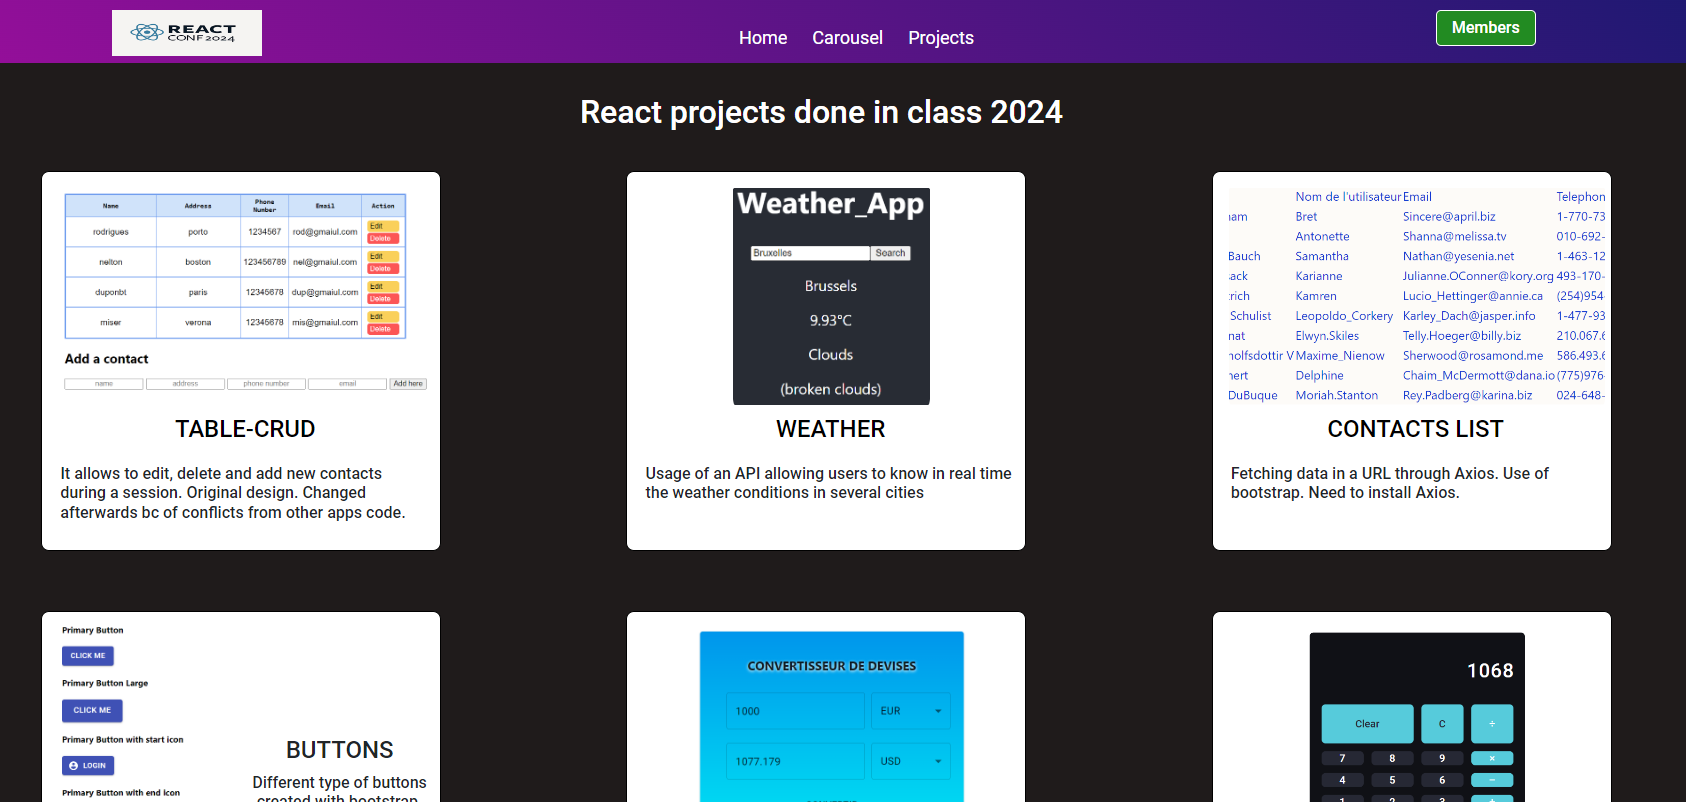 REACT
CONF 2024
Home Carousel Projects
Members
React projects done in class 2024
Name Address Phone Number Email Action
rodrigues porto 1234567 rod@gmaiul.com Edit Delete
nelton boston 123456789 nel@gmaiul.com Edit Delete
duponbt paris 12345678 dup@gmaiul.com Edit Delete
miser verona 12345678 mis@gmaiul.com Edit Delete
Add a contact
name address phone number email Add here
TABLE-CRUD
It allows to edit, delete and add new contacts
during a session. Original design. Changed
afterwards bc of conflicts from other apps code.
Weather_App
Bruxelles Search
Brussels
9.93°C
Clouds
(broken clouds)
WEATHER
Usage of an API allowing users to know in real time
the weather conditions in several cities
Nom de l'utilisateur Email Telephon
Bret Sincere@april.biz 1-770-73
Antonette Shanna@melissa.tv 010-692-
Bauch Samantha Nathan@yesenia.net 1-463-12
Karianne Julianne.OConner@kory.org 493-170-
rich Kamren Lucio_Hettinger@annie.ca (254)954-
Schulist Leopoldo_Corkery Karley_Dach@jasper.info 1-477-93
nat Elwyn.Skiles Telly.Hoeger@billy.biz 210.067.6
nolfsdottir V Maxime_Nienow Sherwood@rosamond.me 586.493.6
nert Delphine Chaim_McDermott@dana.io (775)976-
DuBuque Moriah.Stanton Rey.Padberg@karina.biz 024-648-
CONTACTS LIST
Fetching data in a URL through Axios. Use of
bootstrap. Need to install Axios.
Primary Button
CLICK ME
Primary Button Large
CLICK ME
Primary Button with start icon
LOGIN
Primary Button with end icon
BUTTONS
Different type of buttons
created with bootstrap
CONVERTISSEUR DE DEVISES
1000 EUR
1077.179 USD
1068
Clear C ÷
7 8 9 ×
4 5 6 −
1 2 3 +